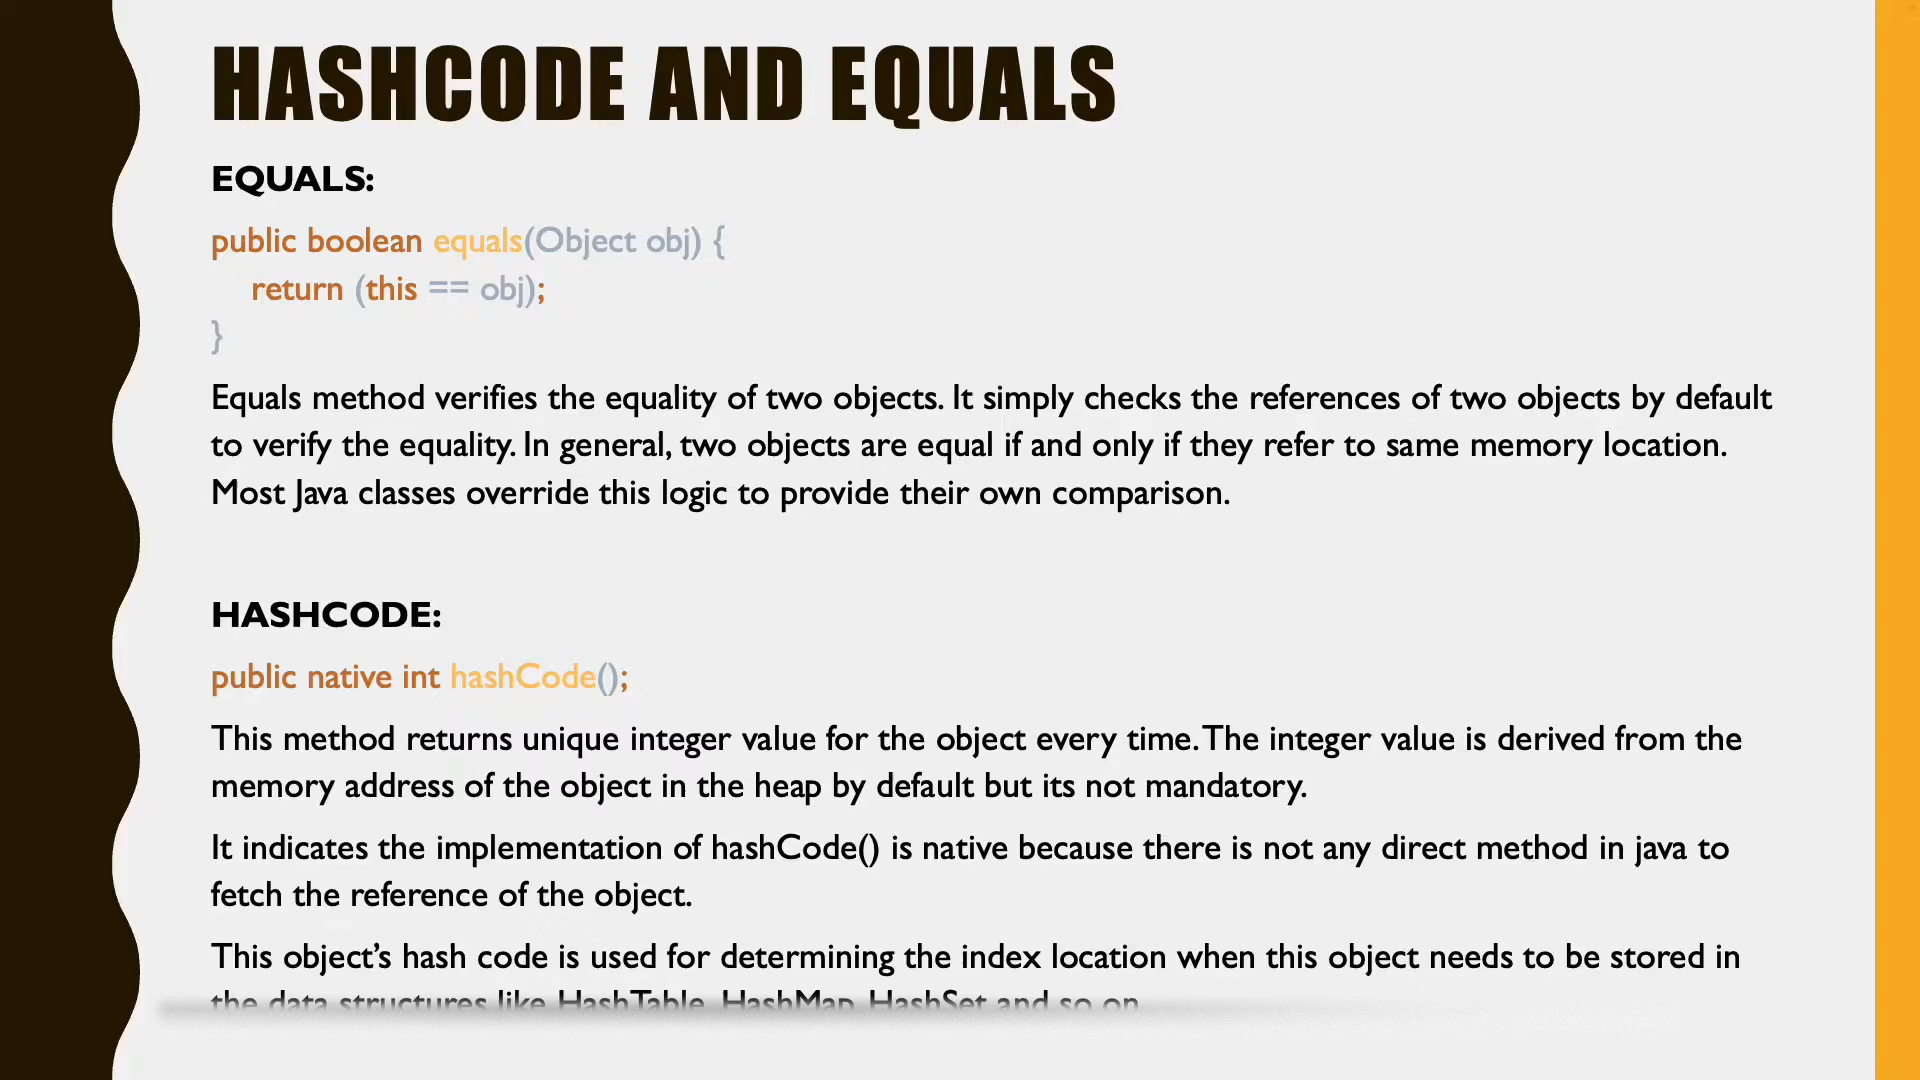 HASHCODE AND EQUALS
EQUALS:
public boolean equals(Object obj) {
return (this == obj);
}
Equals method verifies the equality of two objects. It simply checks the references of two objects by default
to verify the equality. In general, two objects are equal if and only if they refer to same memory location.
Most Java classes override this logic to provide their own comparison.
HASHCODE:
public native int hashCode();
This method returns unique integer value for the object every time. The integer value is derived from the
memory address of the object in the heap by default but its not mandatory.
It indicates the implementation of hashCode() is native because there is not any direct method in java to
fetch the reference of the object.
This object’s hash code is used for determining the index location when this object needs to be stored in
the data structures like HashTable, HashMap, HashSet and so on